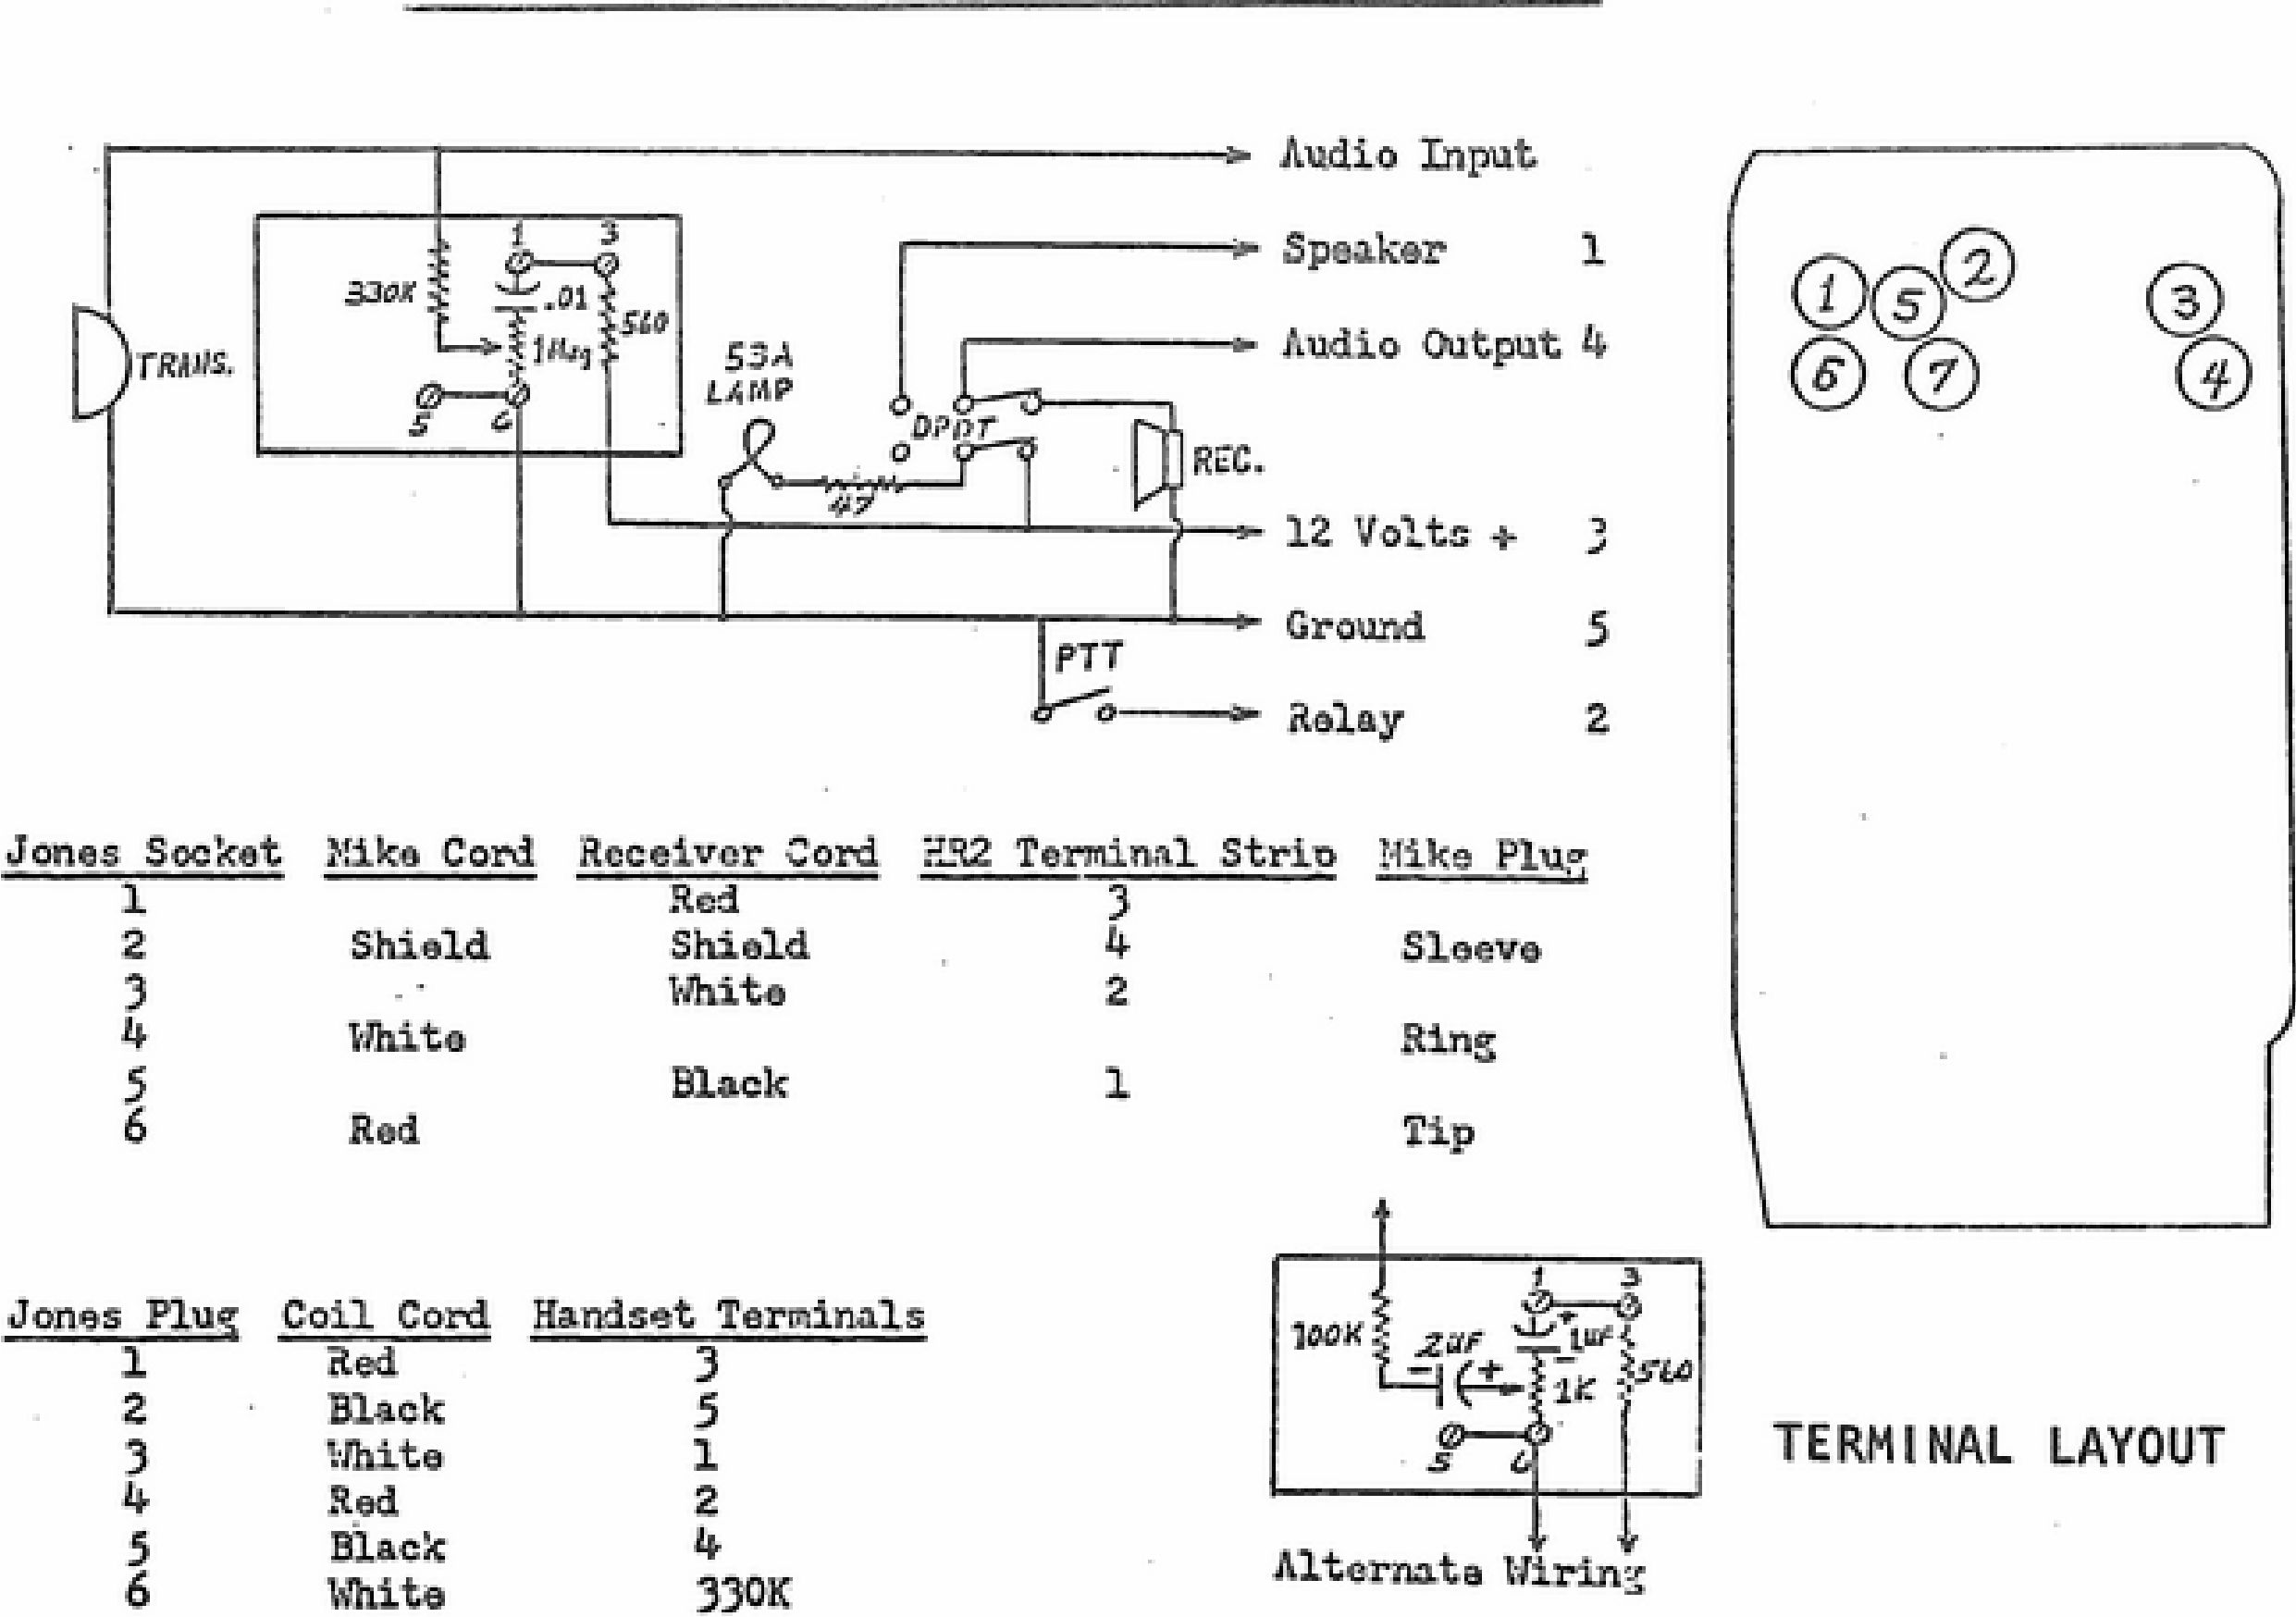 Audio Input
Speaker 1
Audio Output 4
12 Volts + 3
Ground 5
Relay 2
TRANS.
330K
1 3
.01
560
1Meg
5 6
53A
LAMP
DPDT
47
REC.
PTT
1 5 2 3
6 7 4
Jones Socket Mike Cord Receiver Cord HR2 Terminal Strip Mike Plug
1 Red 3
2 Shield Shield 4 Sleeve
3 White 2
4 White Ring
5 Black 1
6 Red Tip
Jones Plug Coil Cord Handset Terminals
1 Red 3
2 Black 5
3 White 1
4 Red 2
5 Black 4
6 White 330K
1 3
100K
2UF
- +
+
1UF
-
1K
560
5 6
Alternate Wiring
TERMINAL LAYOUT